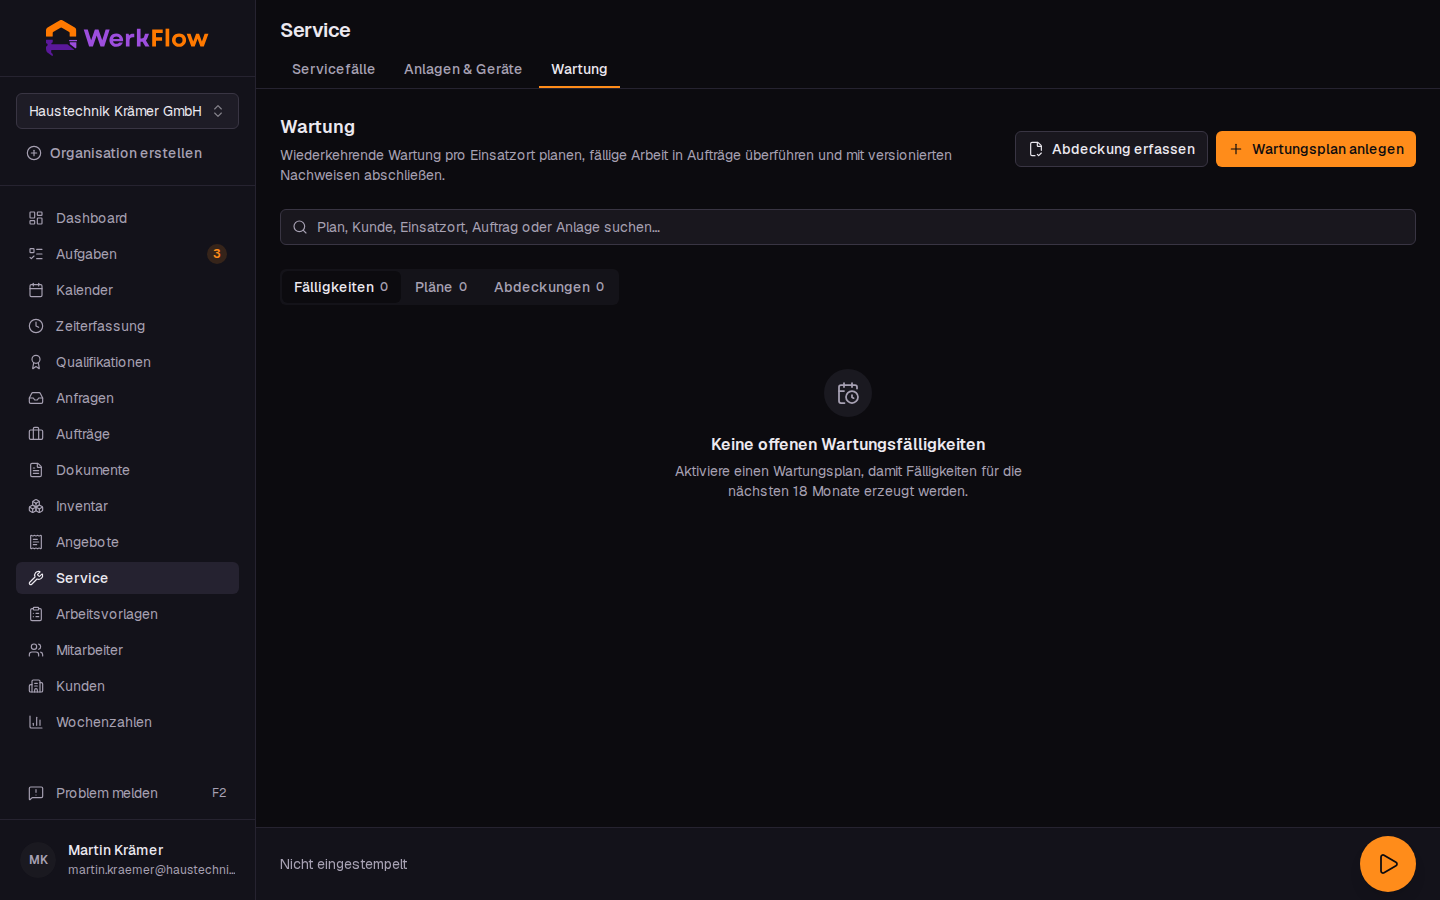 WerkFlow
Haustechnik Krämer GmbH
Organisation erstellen
Dashboard
Aufgaben 3
Kalender
Zeiterfassung
Qualifikationen
Anfragen
Aufträge
Dokumente
Inventar
Angebote
Service
Arbeitsvorlagen
Mitarbeiter
Kunden
Wochenzahlen
Problem melden F2
MK
Martin Krämer
martin.kraemer@haustechni…
Service
Servicefälle Anlagen & Geräte Wartung
Wartung
Wiederkehrende Wartung pro Einsatzort planen, fällige Arbeit in Aufträge überführen und mit versionierten
Nachweisen abschließen.
Abdeckung erfassen
Wartungsplan anlegen
Plan, Kunde, Einsatzort, Auftrag oder Anlage suchen…
Fälligkeiten 0 Pläne 0 Abdeckungen 0
Keine offenen Wartungsfälligkeiten
Aktiviere einen Wartungsplan, damit Fälligkeiten für die
nächsten 18 Monate erzeugt werden.
Nicht eingestempelt